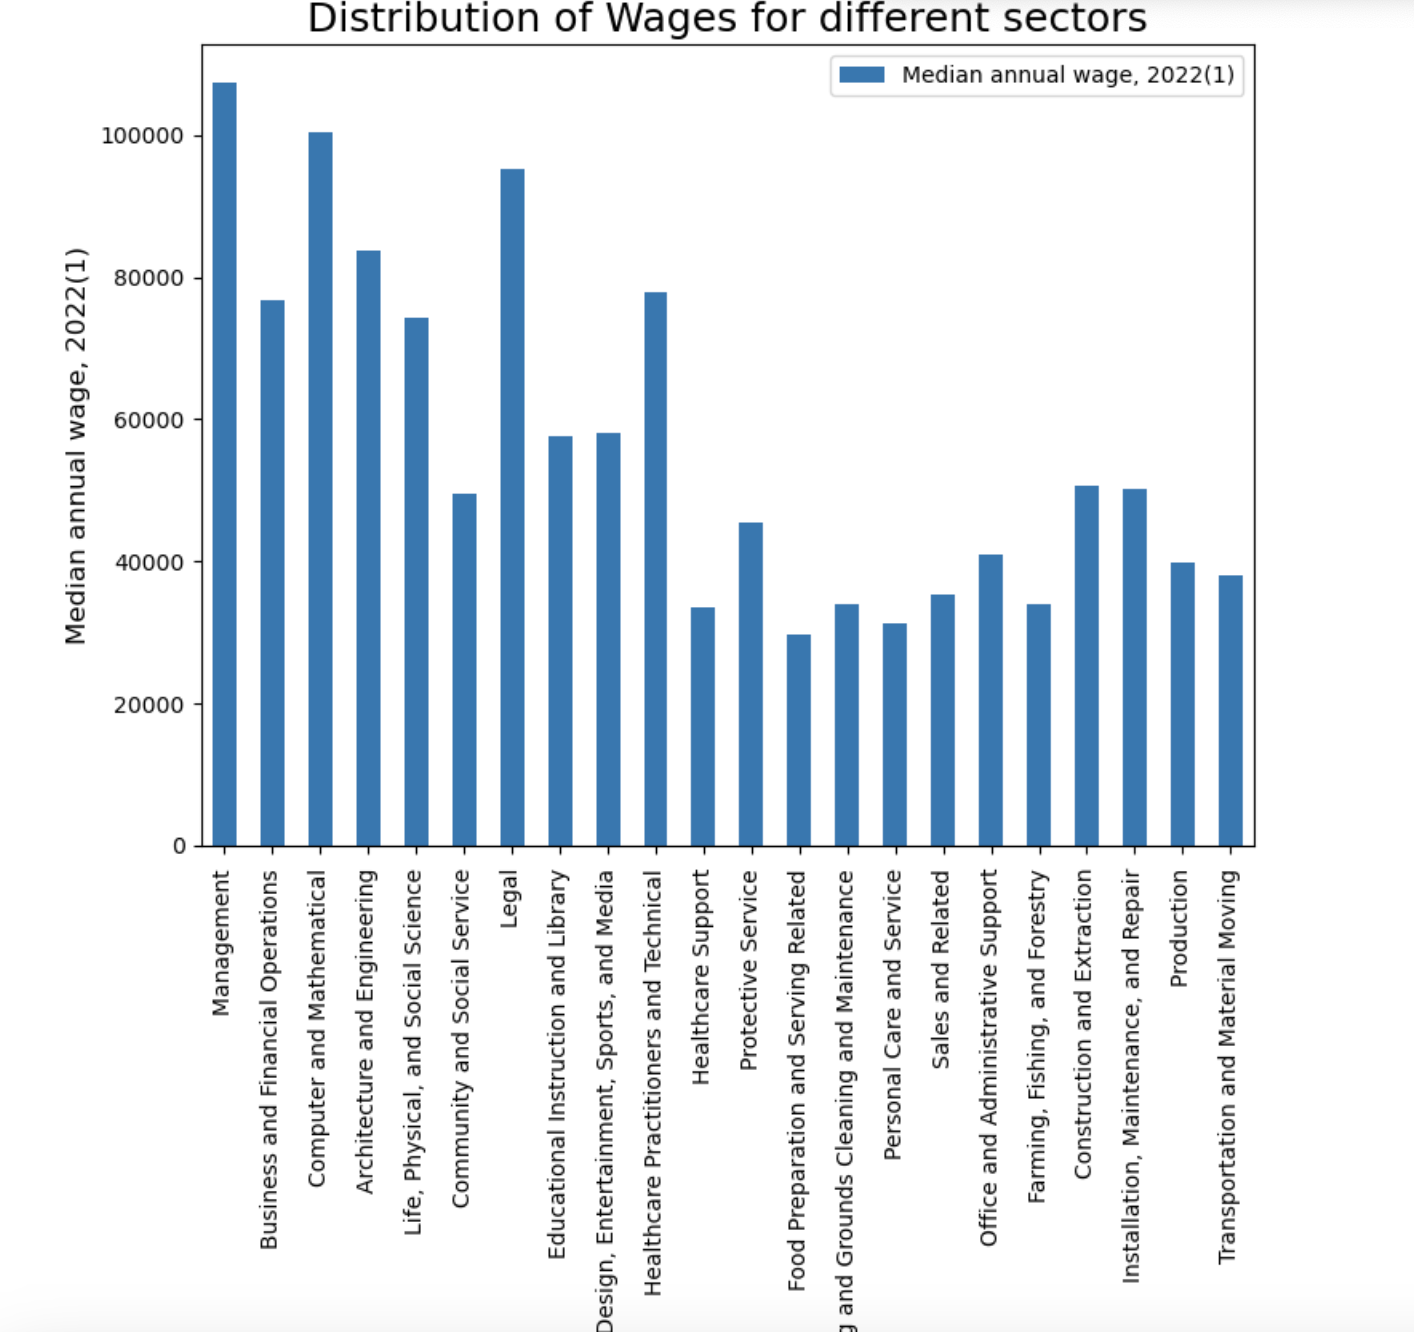 Distribution of Wages for different sectors
Median annual wage, 2022(1)
Median annual wage, 2022(1)
100000
80000
60000
40000
20000
0
Management
Business and Financial Operations
Computer and Mathematical
Architecture and Engineering
Life, Physical, and Social Science
Community and Social Service
Legal
Educational Instruction and Library
Design, Entertainment, Sports, and Media
Healthcare Practitioners and Technical
Healthcare Support
Protective Service
Food Preparation and Serving Related
g and Grounds Cleaning and Maintenance
Personal Care and Service
Sales and Related
Office and Administrative Support
Farming, Fishing, and Forestry
Construction and Extraction
Installation, Maintenance, and Repair
Production
Transportation and Material Moving